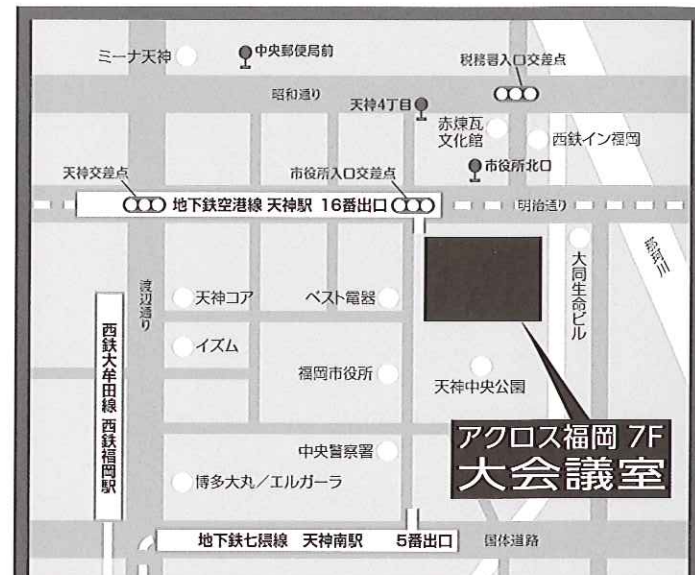 ミーナ天神
中央郵便局前
税務署入口交差点
昭和通り
天神4丁目
赤煉瓦
文化館
西鉄イン福岡
市役所北口
天神交差点
市役所入口交差点
地下鉄空港線 天神駅 16番出口
明治通り
那珂川
渡辺通り
天神コア
ベスト電器
大同生命ビル
西鉄大牟田線 西鉄福岡駅
イズム
福岡市役所
天神中央公園
アクロス福岡 7F
大会議室
中央警察署
博多大丸/エルガーラ
地下鉄七隈線 天神南駅 5番出口
国体道路